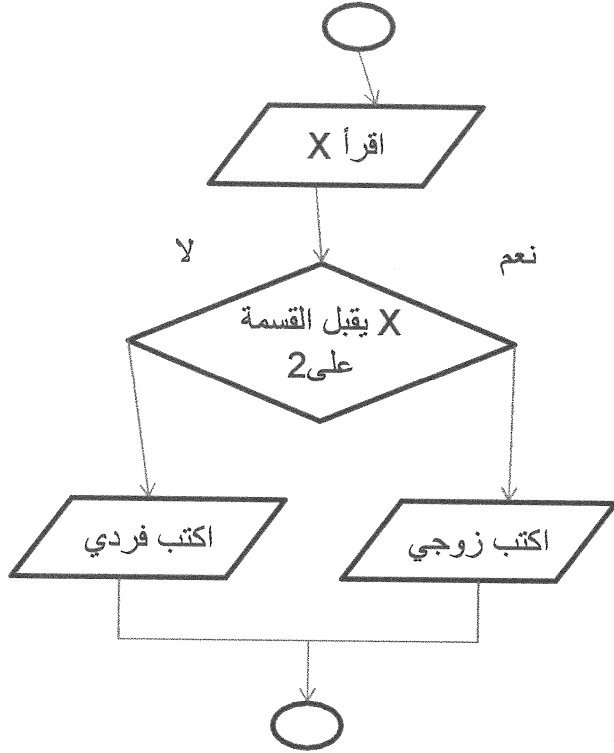 اقرأ X
نعم
لا
X يقبل القسمة
على2
اكتب زوجي
اكتب فردي